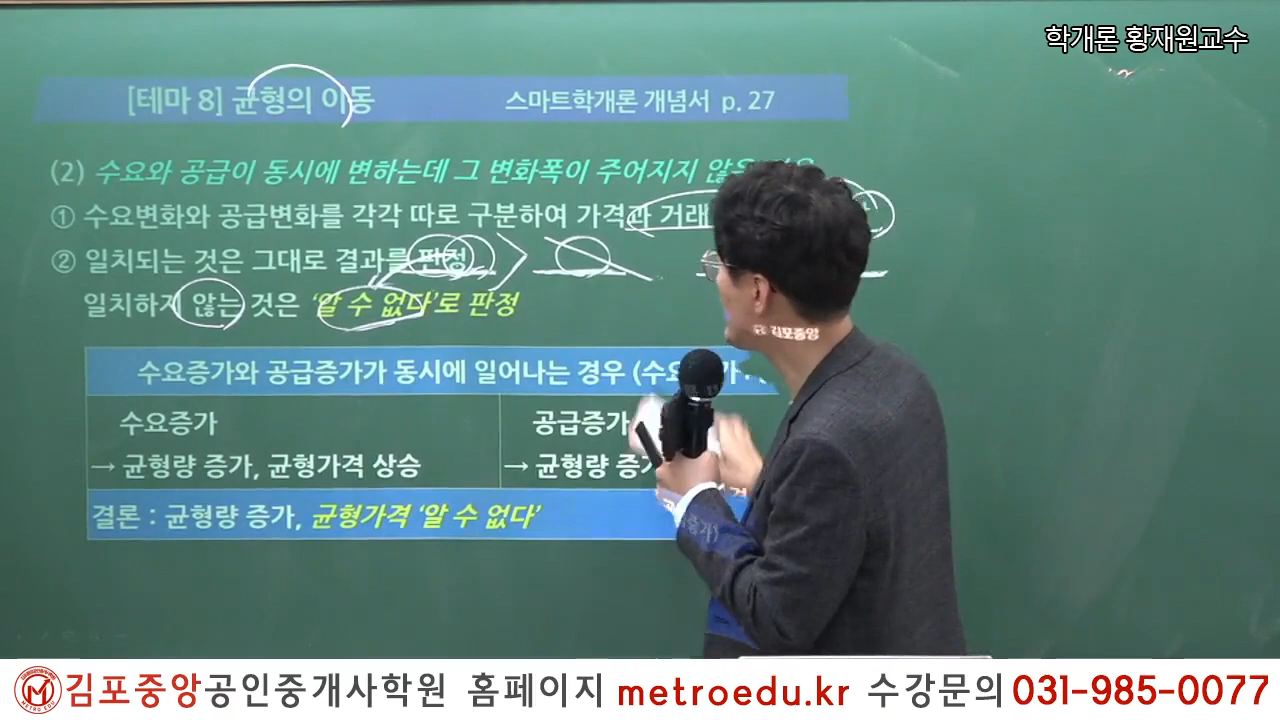 학개론 황재원교수
[테마 8] 균형의 이동 스마트학개론 개념서 p. 27
(2) 수요와 공급이 동시에 변하는데 그 변화폭이 주어지지
① 수요변화와 공급변화를 각각 따로 구분하여 가격과 거래
② 일치되는 것은 그대로 결과를 판정
일치하지 않는 것은 '알 수 없다'로 판정
수요증가와 공급증가가 동시에 일어나는 경우
수요증가 공급증가
→ 균형량 증가, 균형가격 상승 → 균형량
결론 : 균형량 증가, 균형가격 '알 수 없다'
김포중앙
METRO EDU 김포중앙공인중개사학원 홈페이지 metroedu.kr 수강문의 031-985-0077